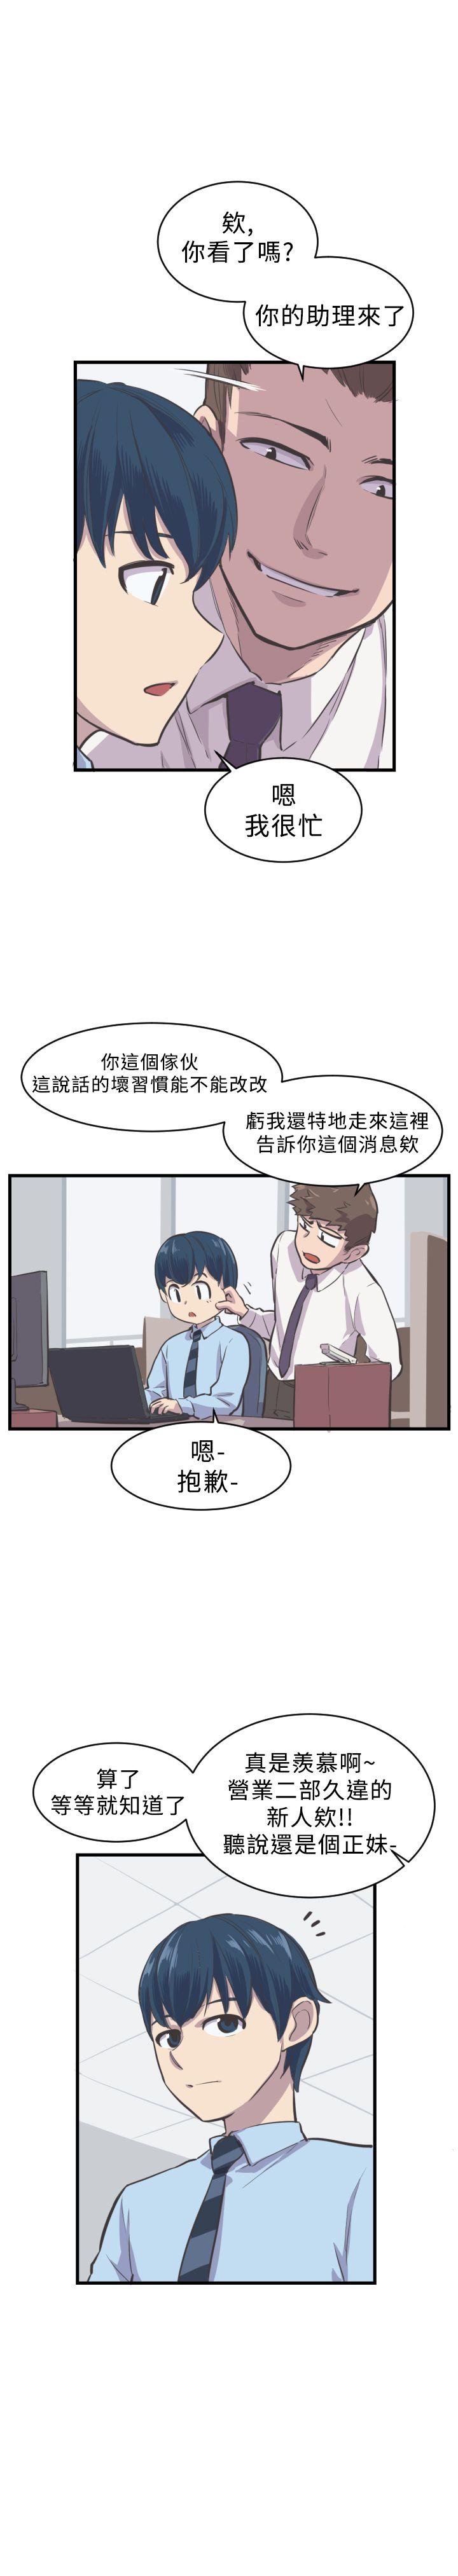 欸,
你看了嗎?
你的助理來了
嗯
我很忙
你這個傢伙
這說話的壞習慣能不能改改
虧我還特地走來這裡
告訴你這個消息欸
嗯-
抱歉-
真是羨慕啊~
營業二部久違的
新人欸!!
聽說還是個正妹-
算了
等等就知道了